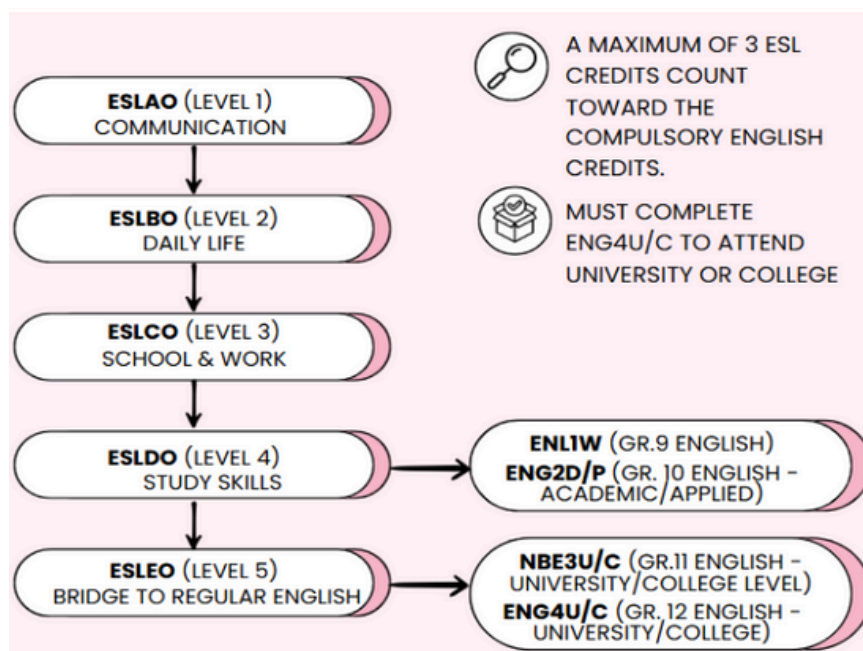 ESLAO (LEVEL 1)
COMMUNICATION
ESLBO (LEVEL 2)
DAILY LIFE
ESLCO (LEVEL 3)
SCHOOL & WORK
ESLDO (LEVEL 4)
STUDY SKILLS
ESLEO (LEVEL 5)
BRIDGE TO REGULAR ENGLISH
A MAXIMUM OF 3 ESL
CREDITS COUNT
TOWARD THE
COMPULSORY ENGLISH
CREDITS.
MUST COMPLETE
ENG4U/C TO ATTEND
UNIVERSITY OR COLLEGE
ENL1W (GR.9 ENGLISH)
ENG2D/P (GR. 10 ENGLISH -
ACADEMIC/APPLIED)
NBE3U/C (GR.11 ENGLISH -
UNIVERSITY/COLLEGE LEVEL)
ENG4U/C (GR. 12 ENGLISH -
UNIVERSITY/COLLEGE)